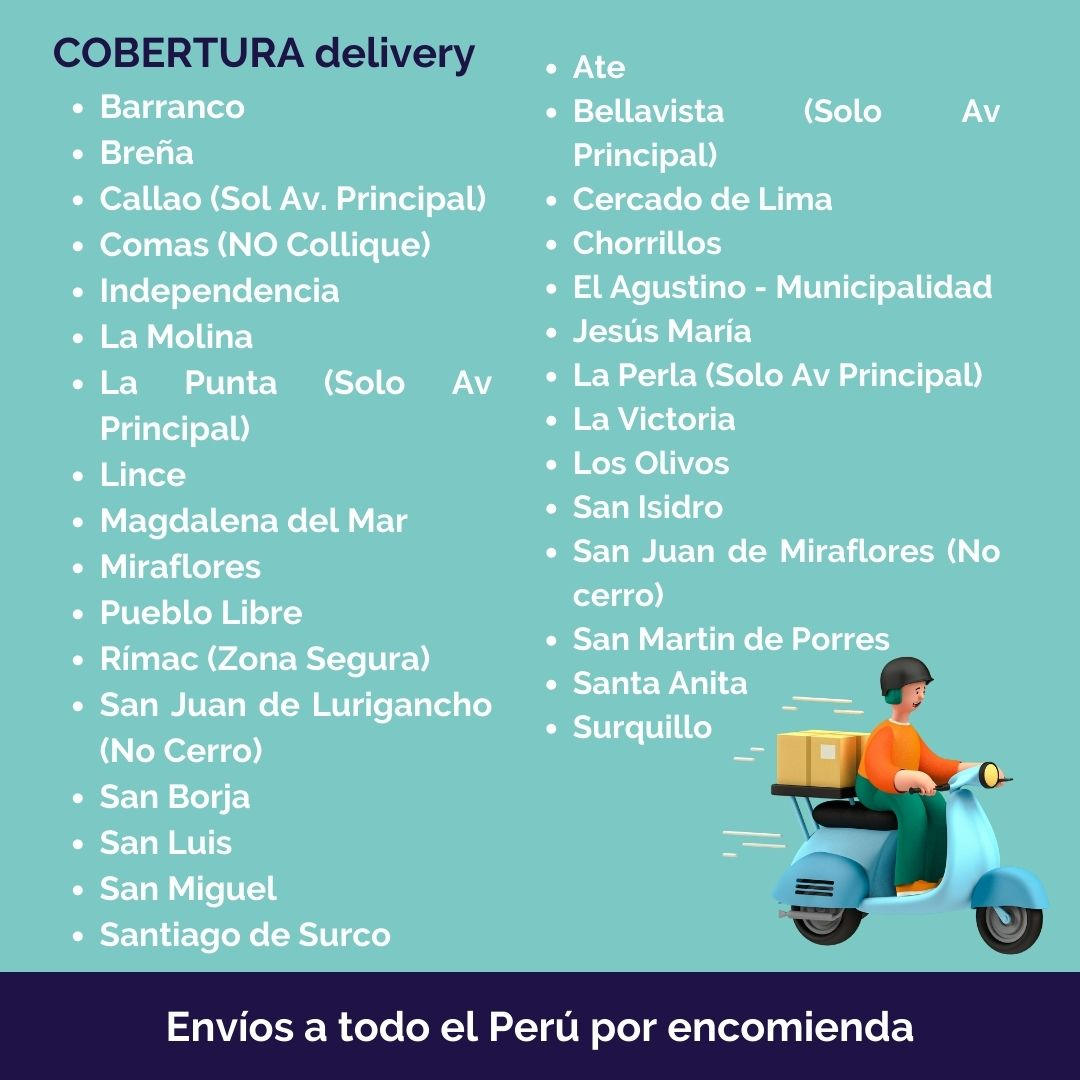 COBERTURA delivery
• Barranco
• Breña
• Callao (Sol Av. Principal)
• Comas (NO Collique)
• Independencia
• La Molina
• La Punta (Solo Av
Principal)
• Lince
• Magdalena del Mar
• Miraflores
• Pueblo Libre
• Rímac (Zona Segura)
• San Juan de Lurigancho
(No Cerro)
• San Borja
• San Luis
• San Miguel
• Santiago de Surco
• Ate
• Bellavista (Solo Av
Principal)
• Cercado de Lima
• Chorrillos
• El Agustino - Municipalidad
• Jesús María
• La Perla (Solo Av Principal)
• La Victoria
• Los Olivos
• San Isidro
• San Juan de Miraflores (No
cerro)
• San Martin de Porres
• Santa Anita
• Surquillo
Envíos a todo el Perú por encomienda